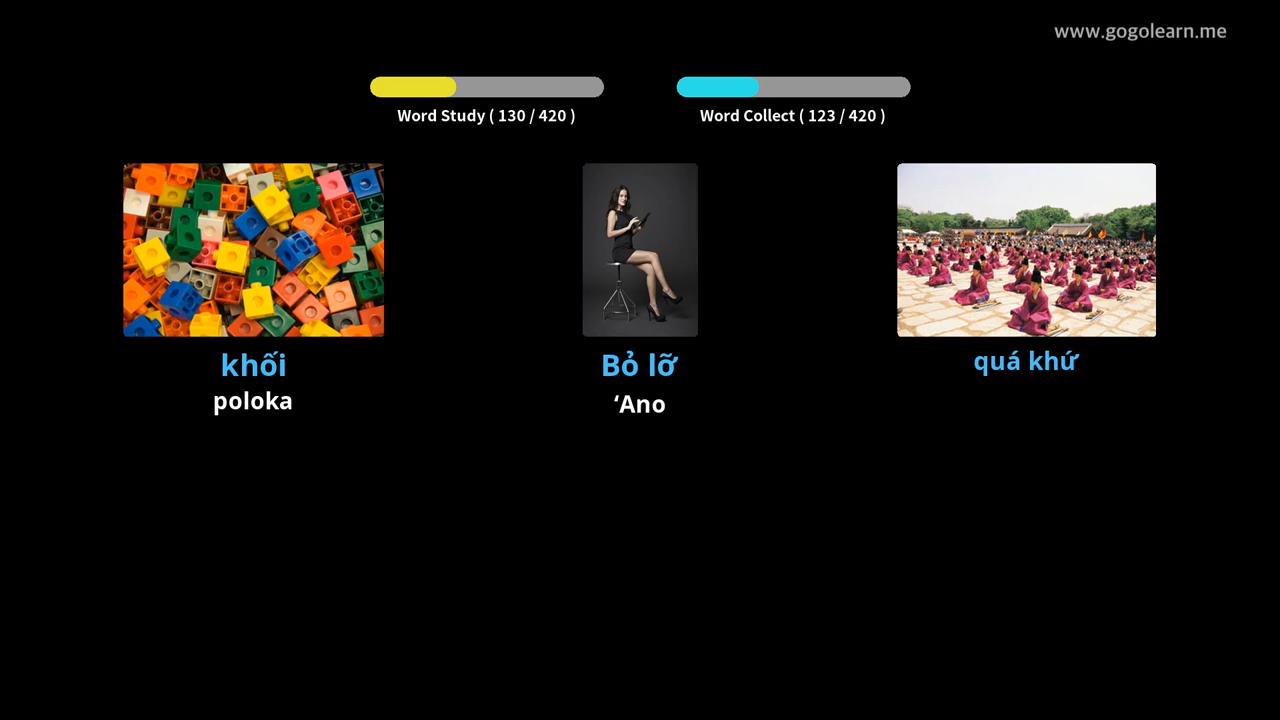 www.gogolearn.me
Word Study ( 130 / 420 )
Word Collect ( 123 / 420 )
khối
poloka
Bỏ lỡ
‘Ano
quá khứ